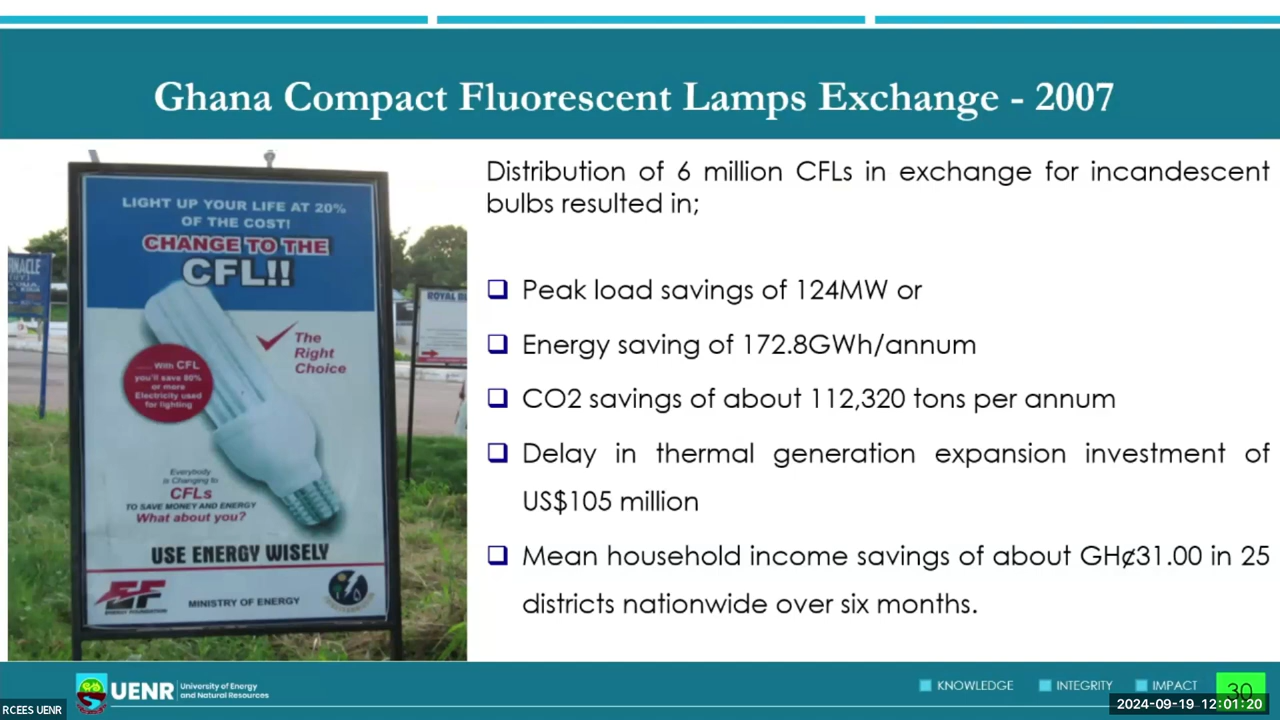 Ghana Compact Fluorescent Lamps Exchange - 2007
LIGHT UP YOUR LIFE AT 20%
OF THE COST!
CHANGE TO THE
CFL!!
The
Right
Choice
With CFL
you'll save 80%
or more
Electricity used
for lighting
Everybody
is Changing to
CFLs
TO SAVE MONEY AND ENERGY
What about you?
USE ENERGY WISELY
EF
ENERGY FOUNDATION
MINISTRY OF ENERGY
ROYAL
Distribution of 6 million CFLs in exchange for incandescent
bulbs resulted in;
Peak load savings of 124MW or
Energy saving of 172.8GWh/annum
CO2 savings of about 112,320 tons per annum
Delay in thermal generation expansion investment of
US$105 million
Mean household income savings of about GH¢31.00 in 25
districts nationwide over six months.
UENR
University of Energy
and Natural Resources
KNOWLEDGE
INTEGRITY
IMPACT
30
RCEES UENR
2024-09-19 12:01:20